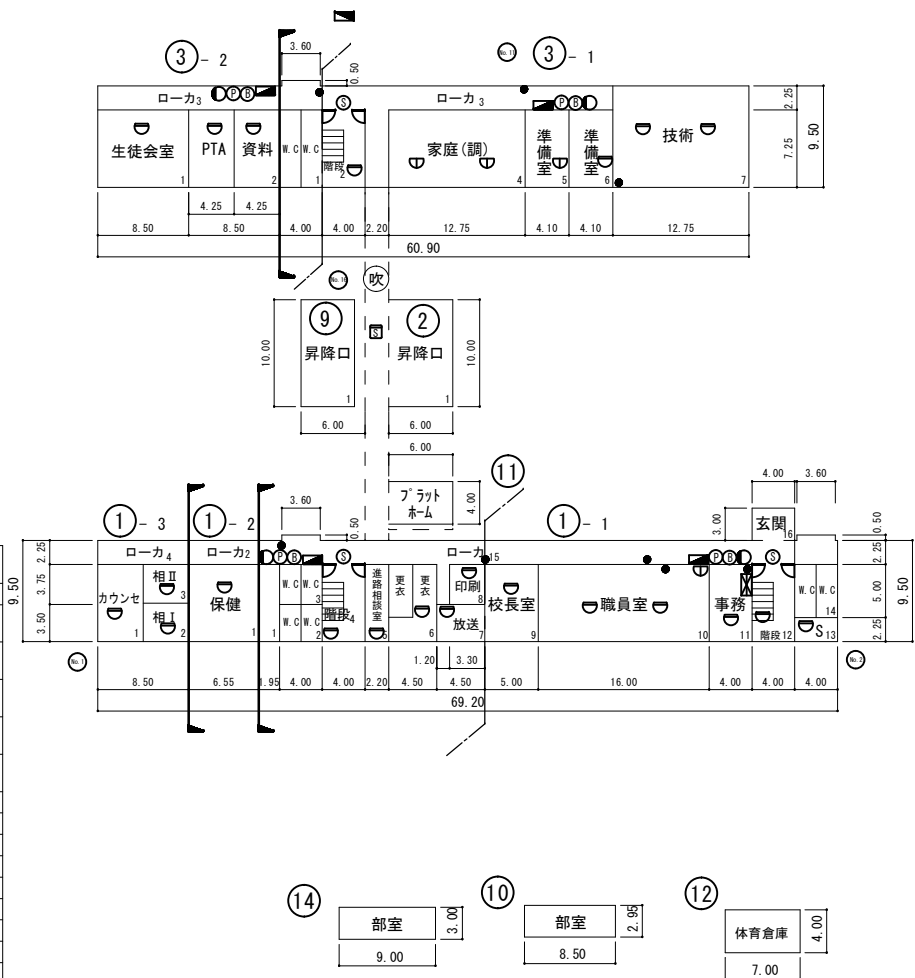 3.60
③ - 2
No.11 ③ - 1
0.50
ローカ3 P B
S
ローカ3 P B
2.25
生徒会室 1
PTA
資料 2
W.C W.C 1
階段 2
家庭(調) 4
準備室 5
準備室 6
技術 7
7.25
9.50
4.25 4.25
8.50 8.50 4.00 4.00 2.20 12.75 4.10 4.10 12.75
60.90
No.16
吹
⑨
昇降口
1
10.00
S
②
昇降口
1
10.00
6.00 6.00
6.00
⑪
プラットホーム
4.00
4.00 3.60
3.00
玄関 16
0.50
① - 3
① - 2
3.60
0.50
① - 1
2.25
ローカ4
ローカ2
P B
S
ローカ 15
P B
S
2.25
9.50
3.75
3.50
カウンセ 1
相Ⅱ 3
相Ⅰ 2
保健 1
1
W.C W.C 3
W.C W.C 2
階段4
進路相談室 5
更衣
更衣 6
印刷 8
放送 7
校長室 9
職員室 10
事務 11
階段12
W.C W.C 14
S 13
5.00
2.25
9.50
No.1
No.2
1.20 3.30
8.50 6.55 1.95 4.00 4.00 2.20 4.50 4.50 5.00 16.00 4.00 4.00 4.00
69.20
⑭
部室
3.00
9.00
⑩
部室
2.95
8.50
⑫
体育倉庫
4.00
7.00